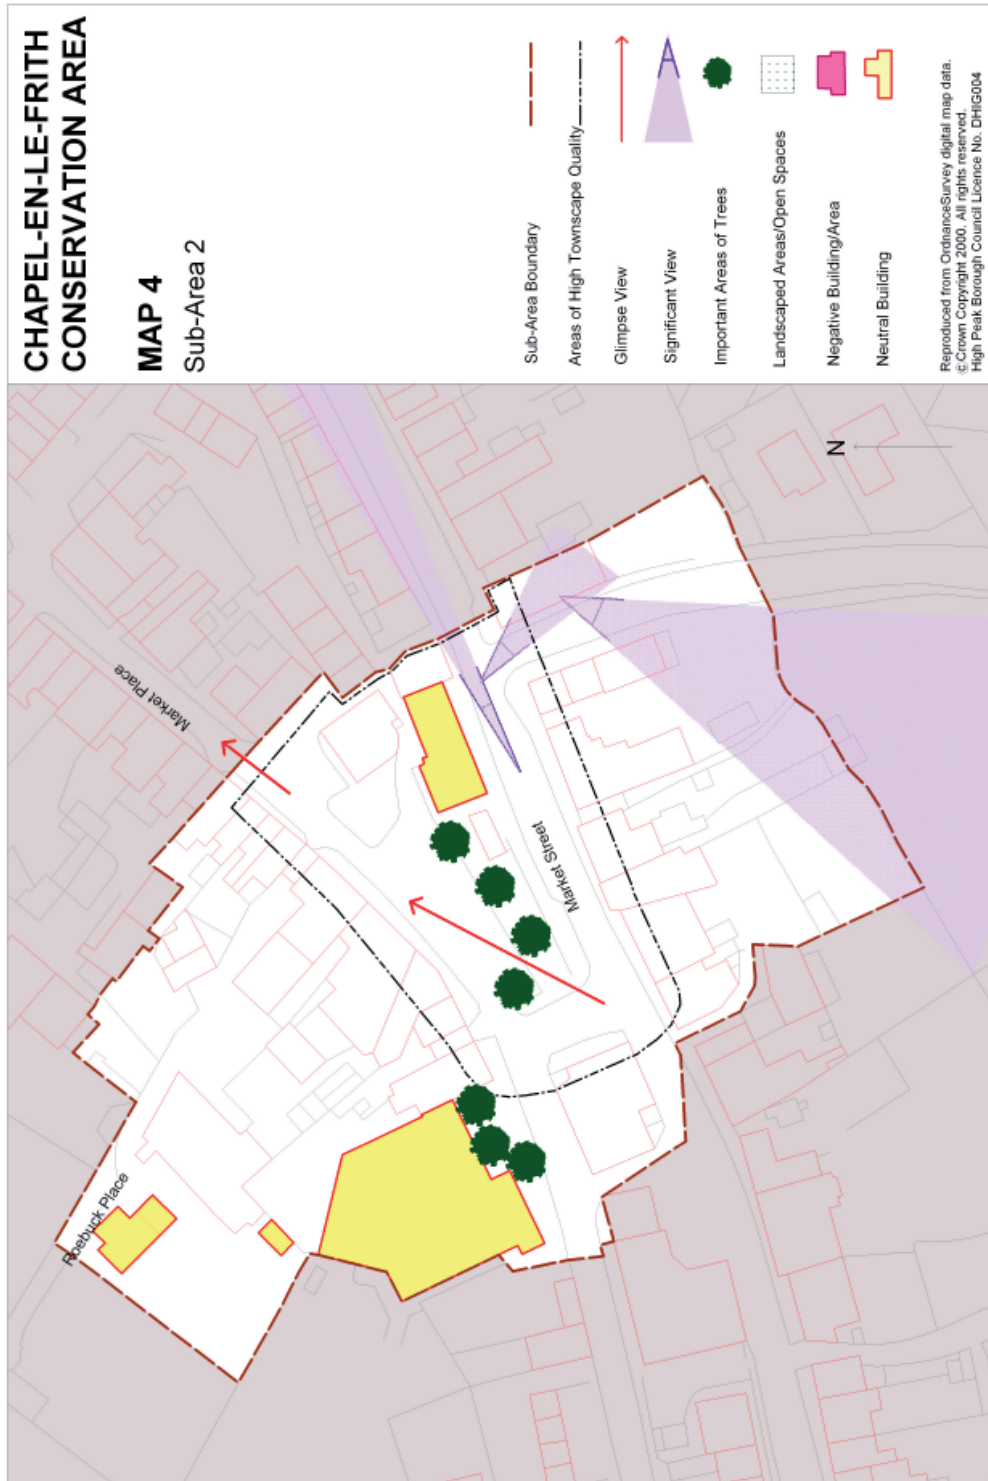 CHAPEL-EN-LE-FRITH
CONSERVATION AREA
MAP 4
Sub-Area 2
Sub-Area Boundary
Areas of High Townscape Quality
Glimpse View
Significant View
Important Areas of Trees
Landscaped Areas/Open Spaces
Negative Building/Area
Neutral Building
Reproduced from OrdnanceSurvey digital map data.
© Crown Copyright 2000. All rights reserved.
High Peak Borough Council Licence No. DHIG004
Market Place
Market Street
Roebuck Place
N